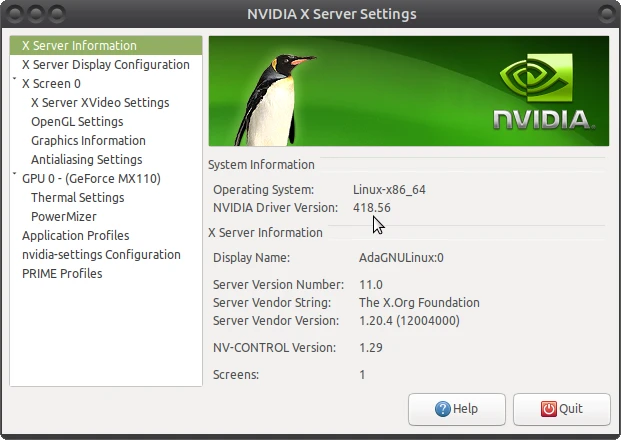 NVIDIA X Server Settings
X Server Information
X Server Display Configuration
X Screen 0
X Server XVideo Settings
OpenGL Settings
Graphics Information
Antialiasing Settings
GPU 0 - (GeForce MX110)
Thermal Settings
PowerMizer
Application Profiles
nvidia-settings Configuration
PRIME Profiles
NVIDIA.
System Information
Operating System: Linux-x86_64
NVIDIA Driver Version: 418.56
X Server Information
Display Name: AdaGNULinux:0
Server Version Number: 11.0
Server Vendor String: The X.Org Foundation
Server Vendor Version: 1.20.4 (12004000)
NV-CONTROL Version: 1.29
Screens: 1
Help
Quit